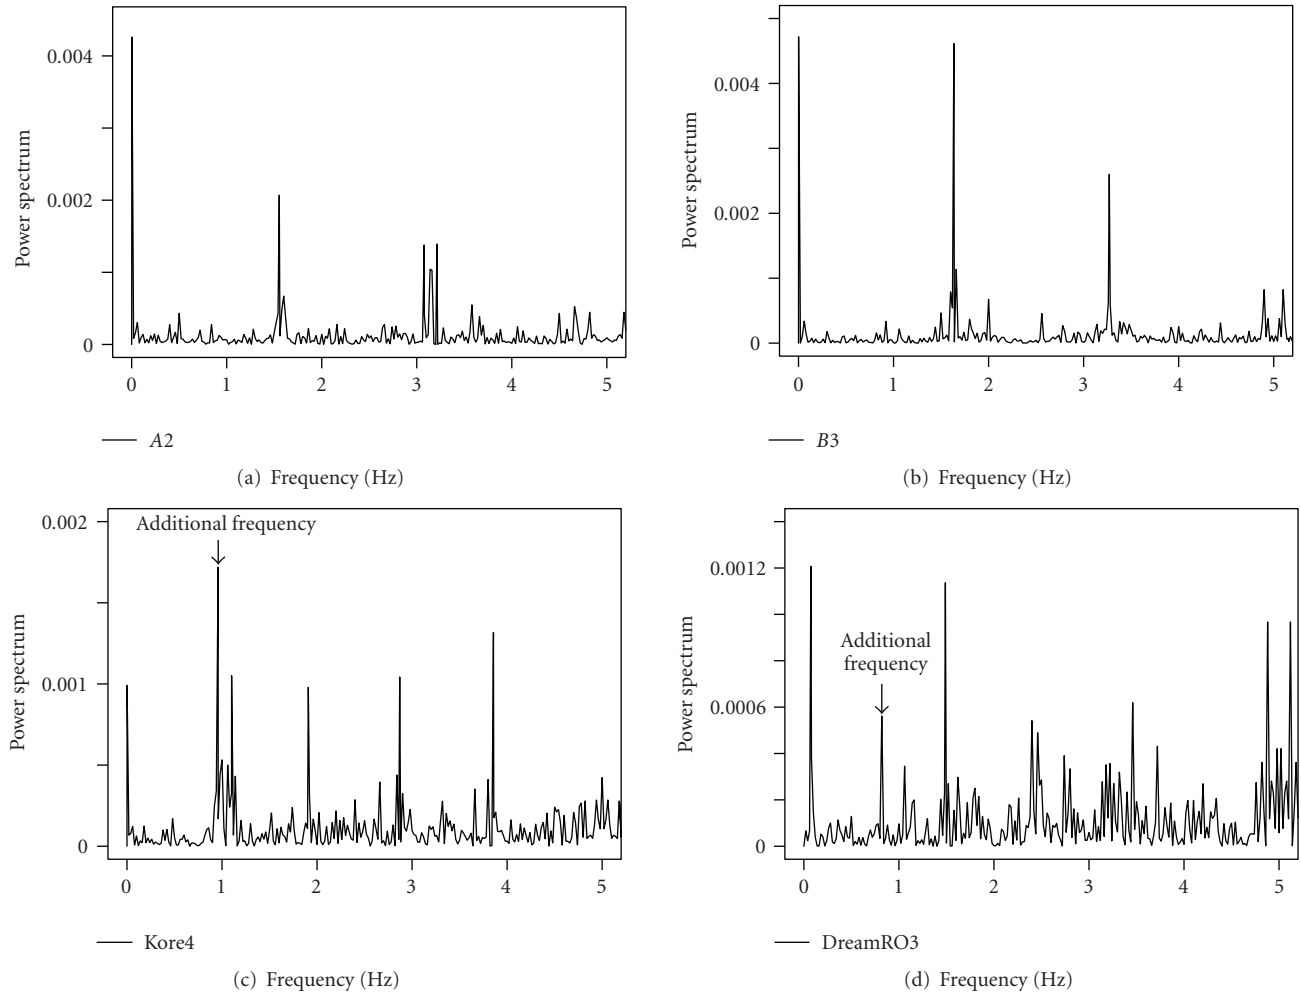 Power spectrum
0.004
0.002
0
0 1 2 3 4 5
A2
(a) Frequency (Hz)
Power spectrum
0.004
0.002
0
0 1 2 3 4 5
B3
(b) Frequency (Hz)
Power spectrum
0.002
0.001
0
Additional frequency
0 1 2 3 4 5
Kore4
(c) Frequency (Hz)
Power spectrum
0.0012
0.0006
0
Additional
frequency
0 1 2 3 4 5
DreamRO3
(d) Frequency (Hz)